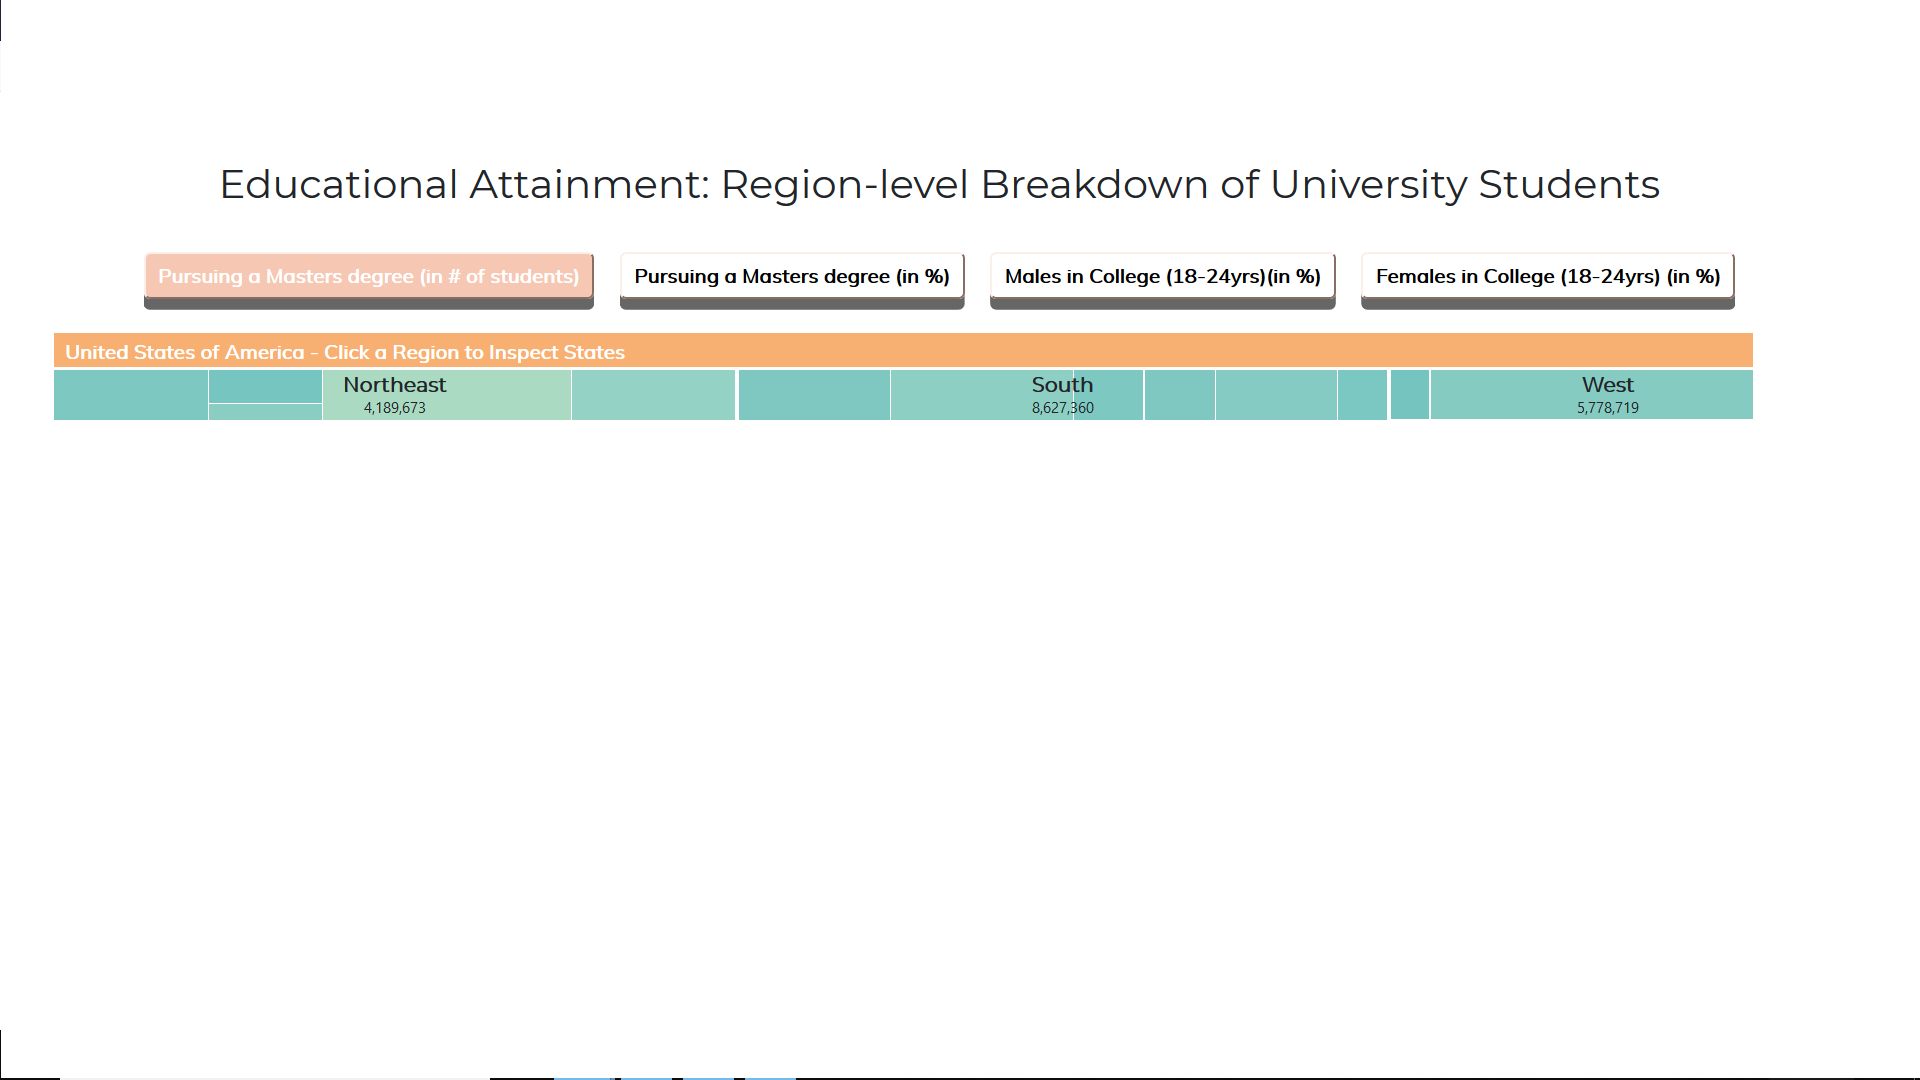 Educational Attainment: Region-level Breakdown of University Students
Pursuing a Masters degree (in # of students)
Pursuing a Masters degree (in %)
Males in College (18-24yrs)(in %)
Females in College (18-24yrs) (in %)
United States of America - Click a Region to Inspect States
Northeast
4,189,673
South
8,627,360
West
5,778,719